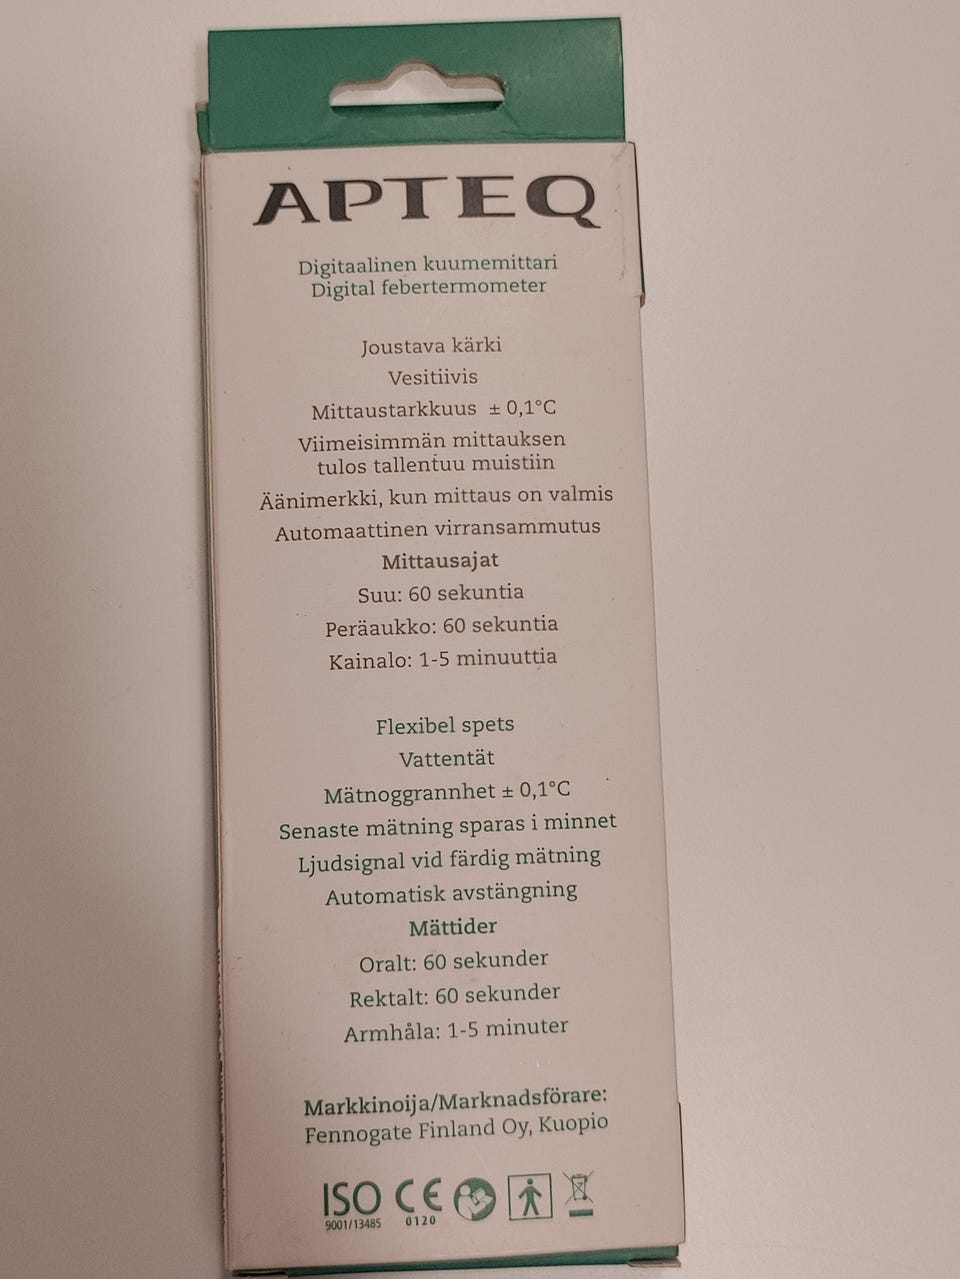 APTEQ
Digitaalinen kuumemittari
Digital febertermometer
Joustava kärki
Vesitiivis
Mittaustarkkuus ± 0,1°C
Viimeisimmän mittauksen
tulos tallentuu muistiin
Äänimerkki, kun mittaus on valmis
Automaattinen virransammutus
Mittausajat
Suu: 60 sekuntia
Peräaukko: 60 sekuntia
Kainalo: 1-5 minuuttia
Flexibel spets
Vattentät
Mätnoggrannhet ± 0,1°C
Senaste mätning sparas i minnet
Ljudsignal vid färdig mätning
Automatisk avstängning
Mättider
Oralt: 60 sekunder
Rektalt: 60 sekunder
Armhåla: 1-5 minuter
Markkinoija/Marknadsförare:
Fennogate Finland Oy, Kuopio
ISO CE
9001/13485 0120